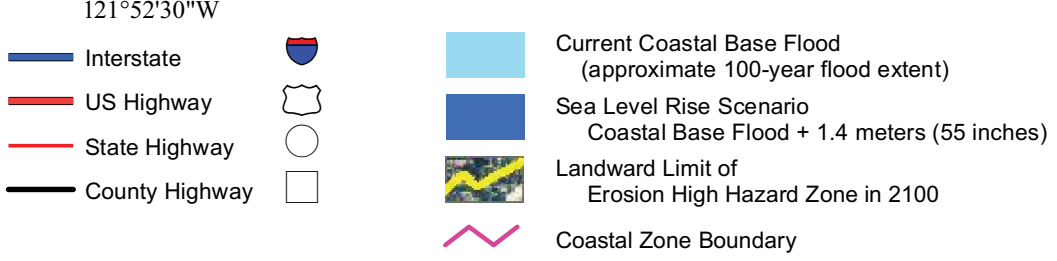 121°52'30"W
Interstate
US Highway
State Highway
County Highway
Current Coastal Base Flood
(approximate 100-year flood extent)
Sea Level Rise Scenario
Coastal Base Flood + 1.4 meters (55 inches)
Landward Limit of
Erosion High Hazard Zone in 2100
Coastal Zone Boundary